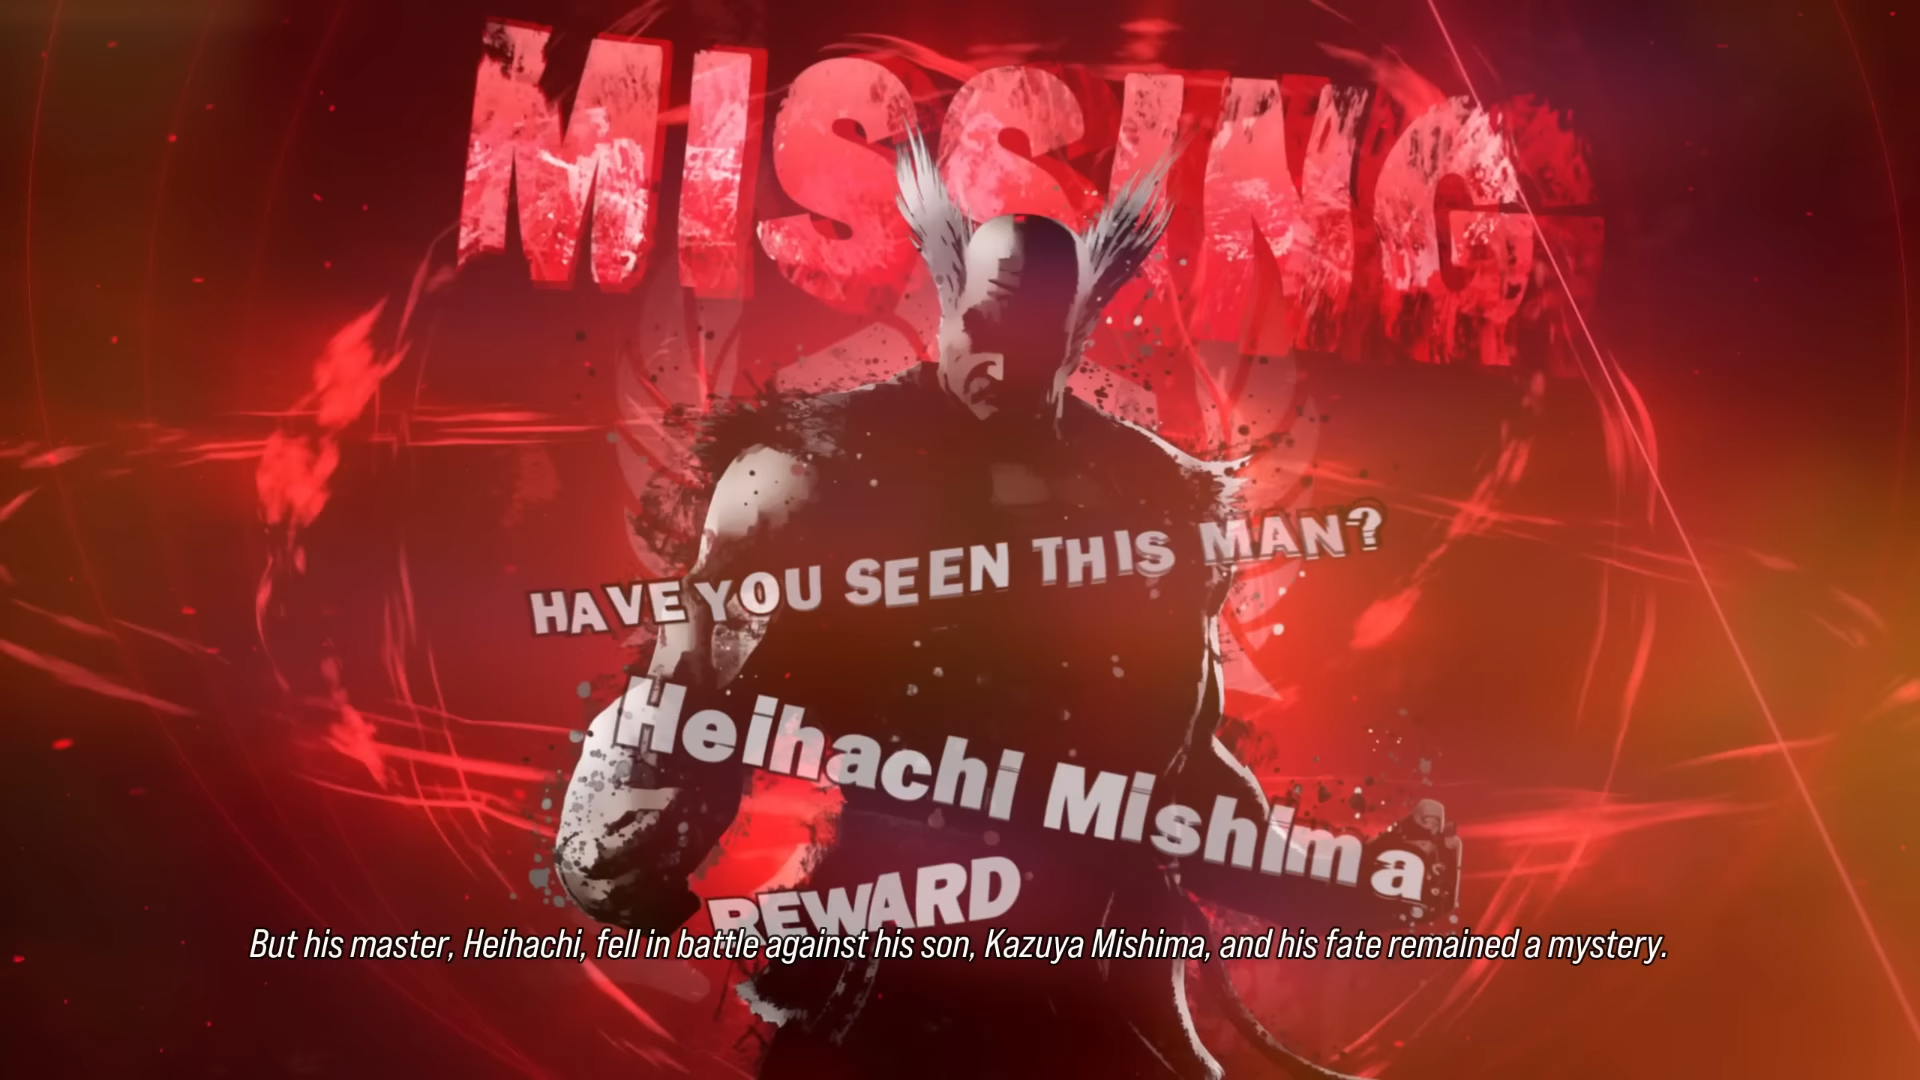 MISSING
HAVE YOU SEEN THIS MAN?
Heihachi Mishima
REWARD
But his master, Heihachi, fell in battle against his son, Kazuya Mishima, and his fate remained a mystery.